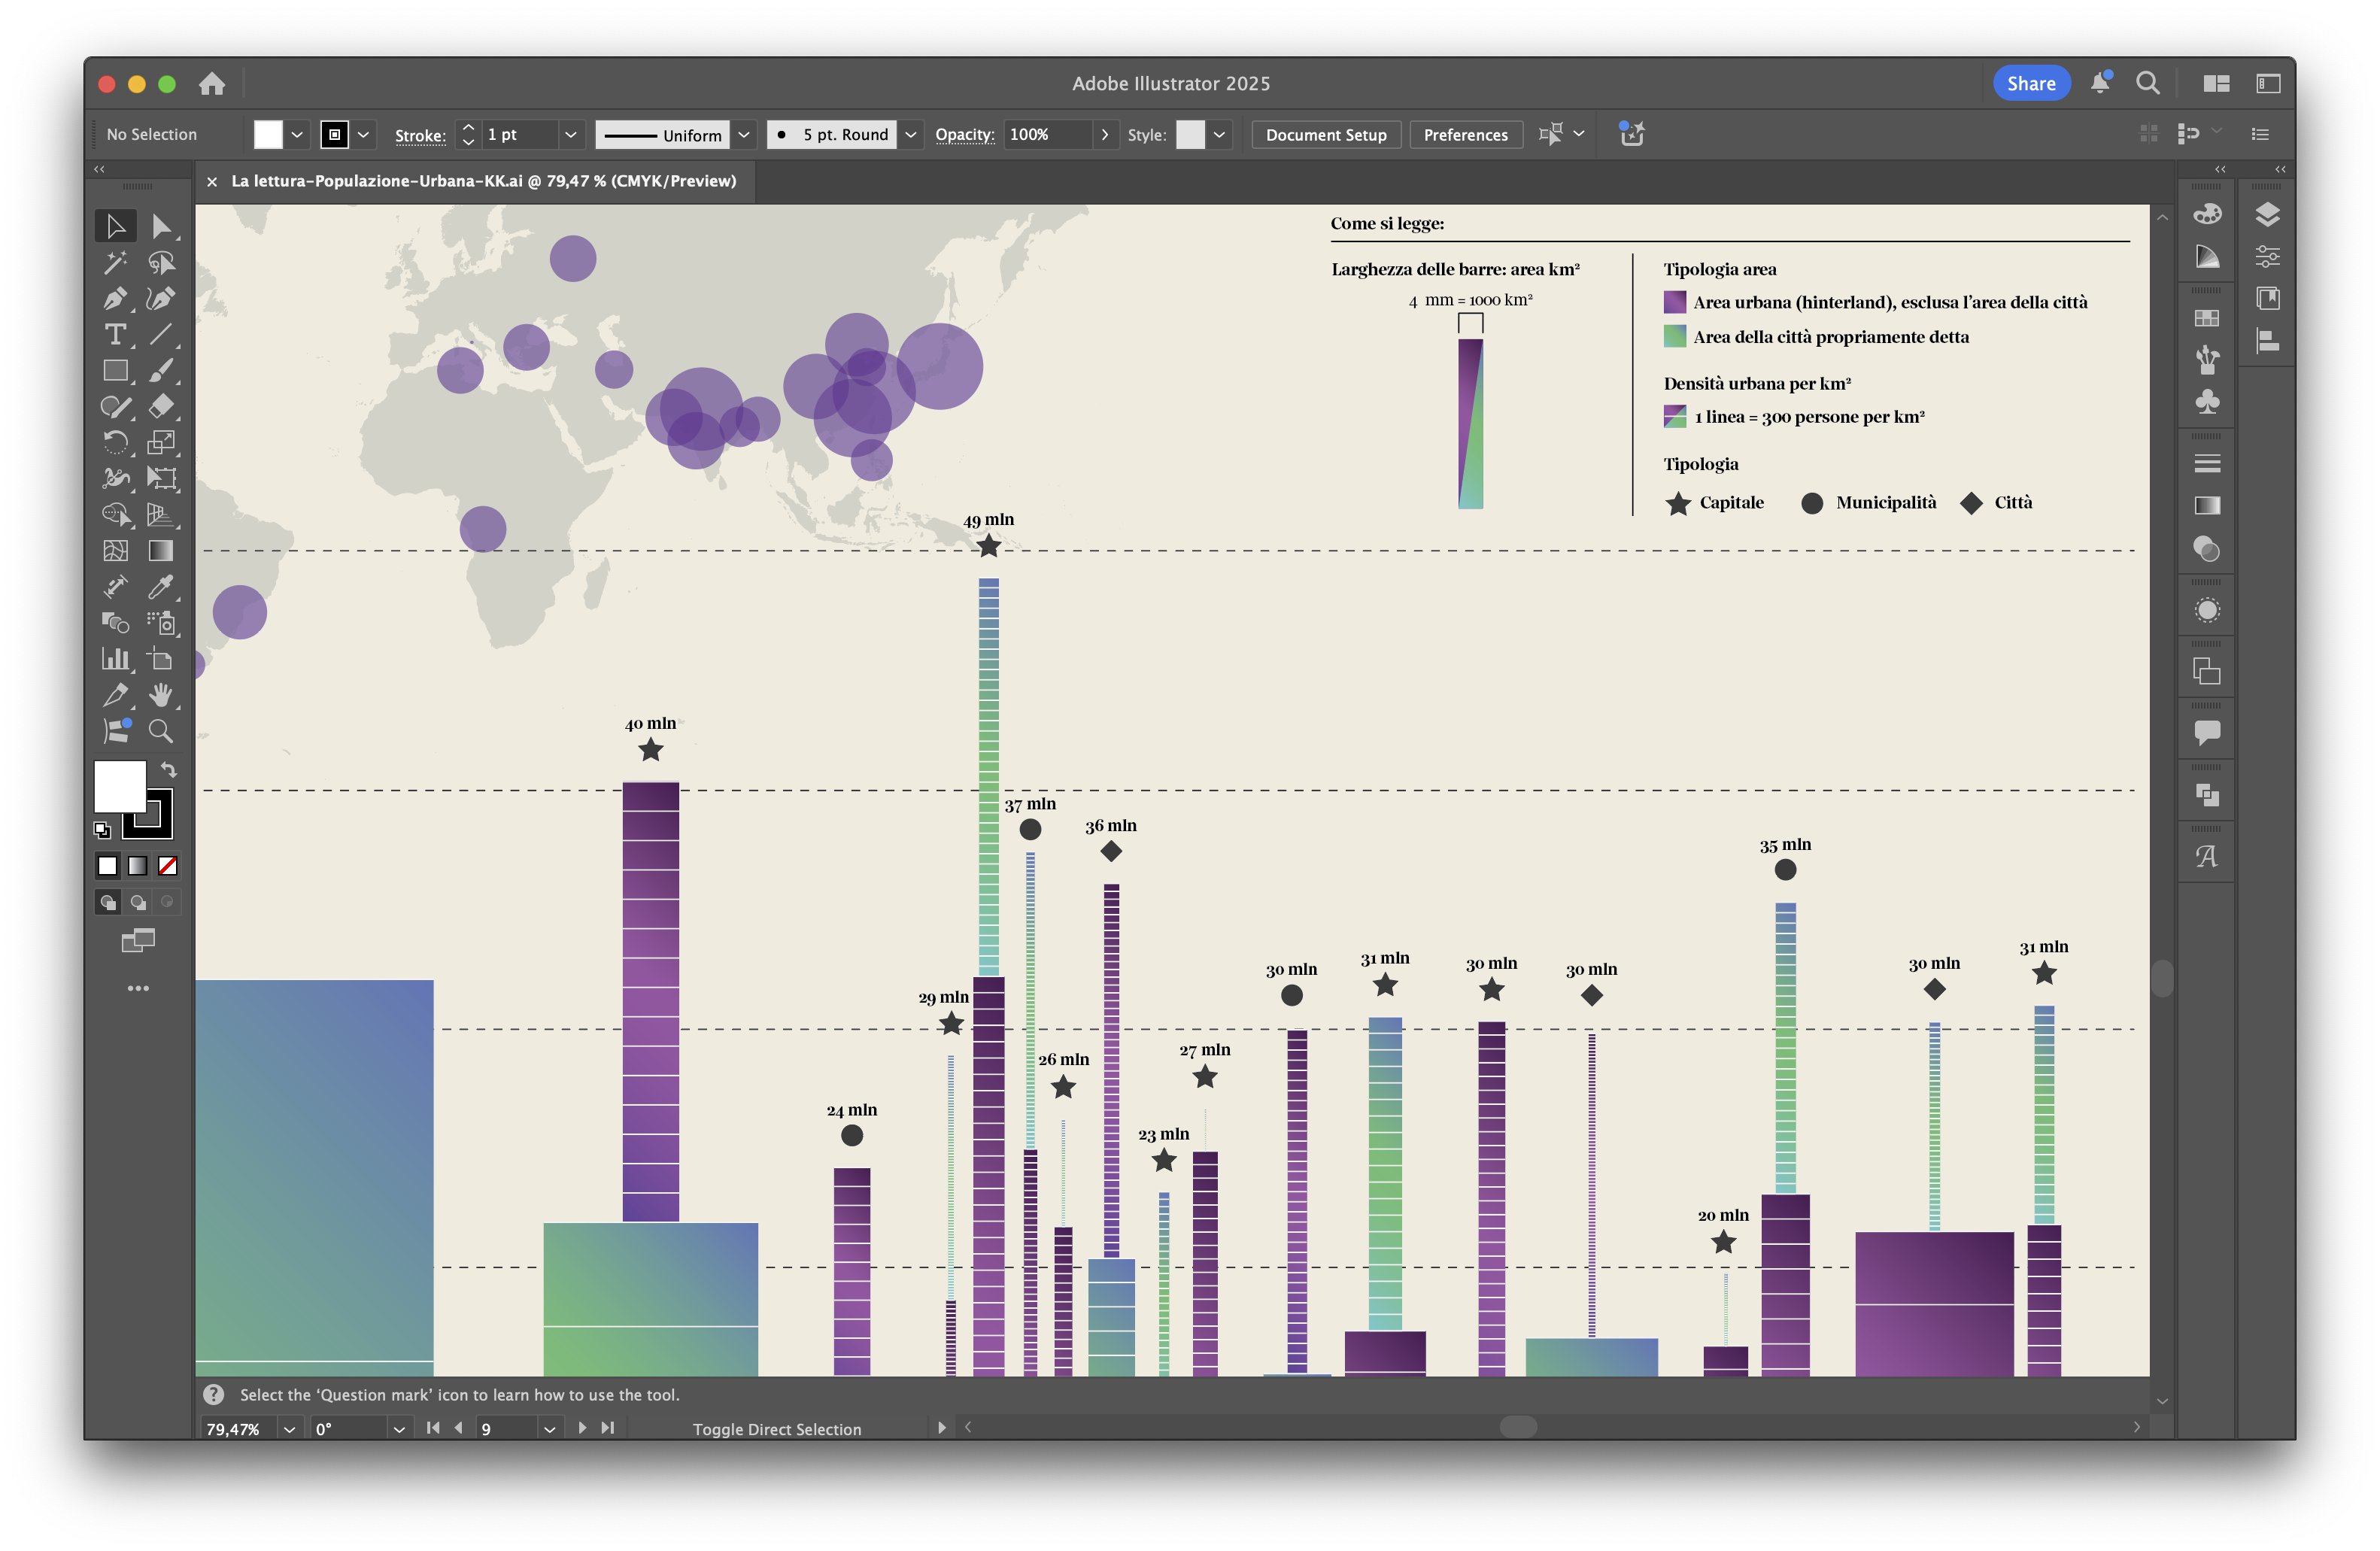 Adobe Illustrator 2025
Share
No Selection
Stroke:
1 pt
Uniform
5 pt. Round
Opacity:
100%
Style:
Document Setup
Preferences
La lettura-Populazione-Urbana-KK.ai @ 79,47 % (CMYK/Preview)
Come si legge:
Larghezza delle barre: area km²
4 mm = 1000 km²
Tipologia area
Area urbana (hinterland), esclusa l'area della città
Area della città propriamente detta
Densità urbana per km²
1 linea = 300 persone per km²
Tipologia
Capitale
Municipalità
Città
49 mln
40 mln
37 mln
36 mln
35 mln
31 mln
31 mln
30 mln
30 mln
30 mln
30 mln
29 mln
26 mln
27 mln
24 mln
23 mln
20 mln
Select the 'Question mark' icon to learn how to use the tool.
79,47%
0°
9
Toggle Direct Selection